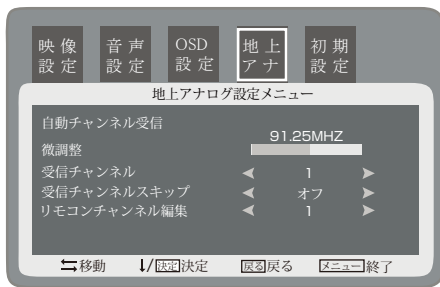 映像 音声 OSD 地上 初期
設定 設定 設定 アナ 設定
地上アナログ設定メニュー
自動チャンネル受信
91.25MHZ
微調整
受信チャンネル ◀ 1 ▶
受信チャンネルスキップ ◀ オフ ▶
リモコンチャンネル編集 ◀ 1 ▶
⇆移動 ↓/決定決定 戻る戻る メニュー終了